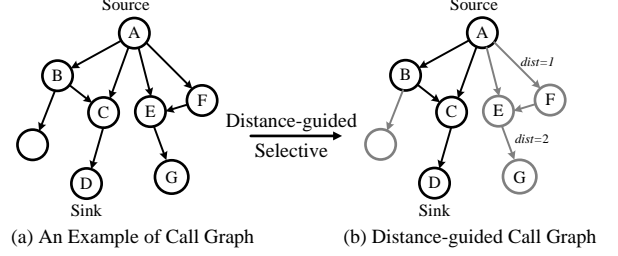 Source
A
B
C
E
F
D
G
Sink
(a) An Example of Call Graph
Distance-guided
Selective
Source
A
dist=1
B
C
E
F
dist=2
D
G
Sink
(b) Distance-guided Call Graph